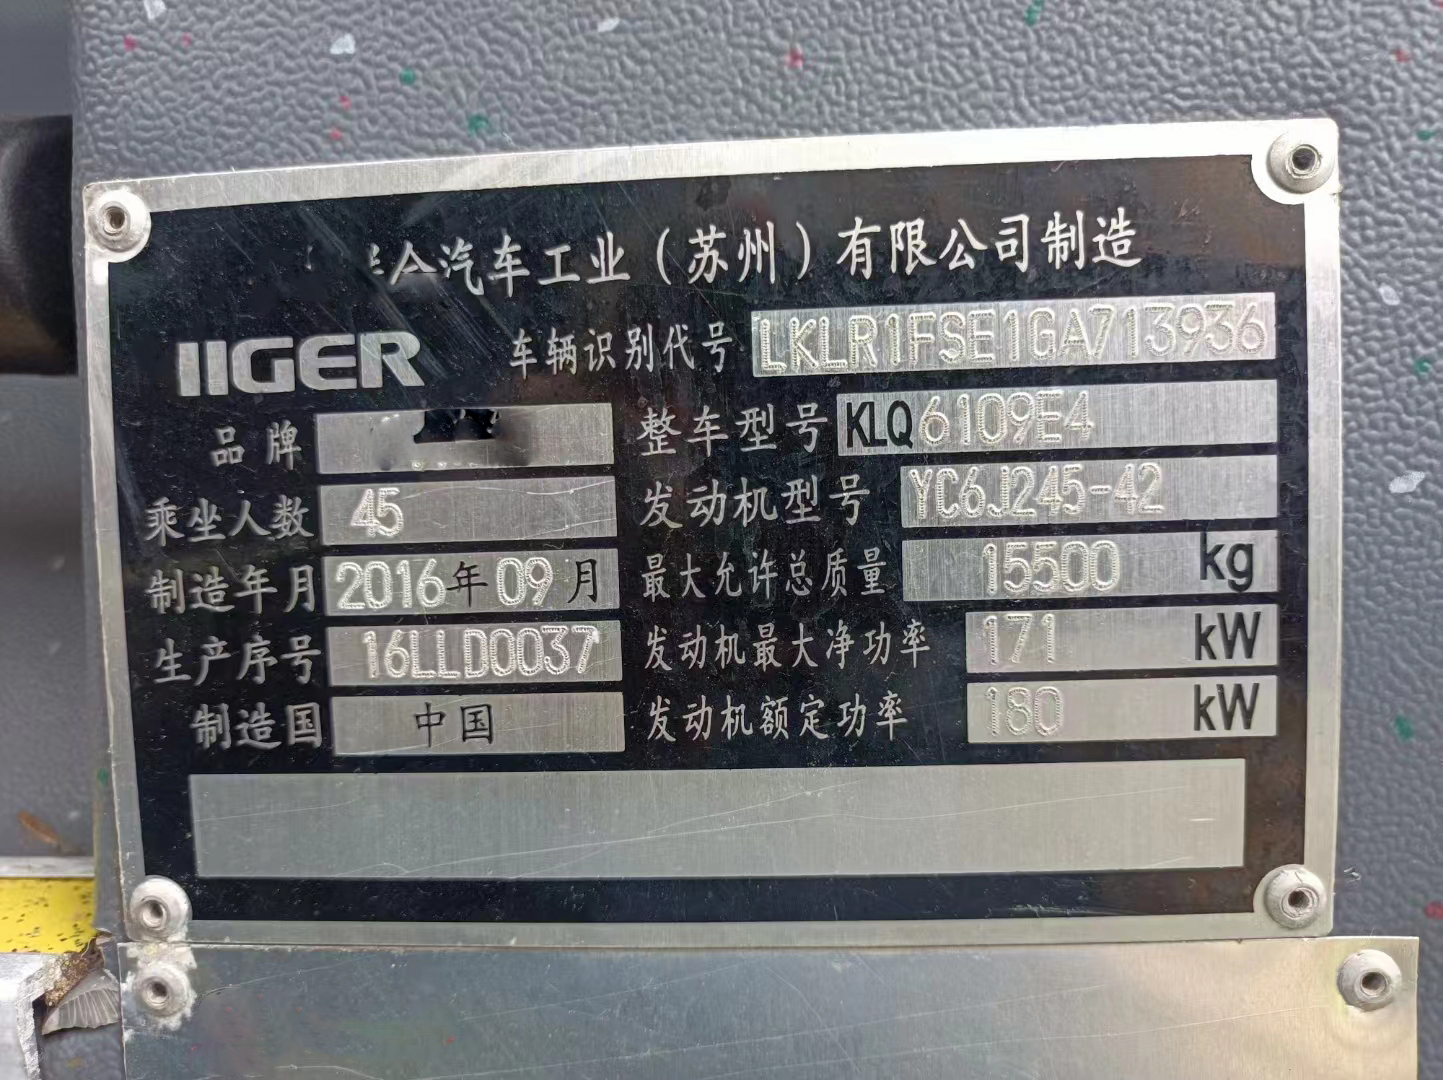 汽车工业（苏州）有限公司制造
IIGER 车辆识别代号 LKLR1FSE1GA713936
品牌 整车型号 KLQ6109E4
乘坐人数 45 发动机型号 YC6J245-42
制造年月 2016年09月 最大允许总质量 15500 kg
生产序号 16LLD0037 发动机最大净功率 171 kW
制造国 中国 发动机额定功率 180 kW